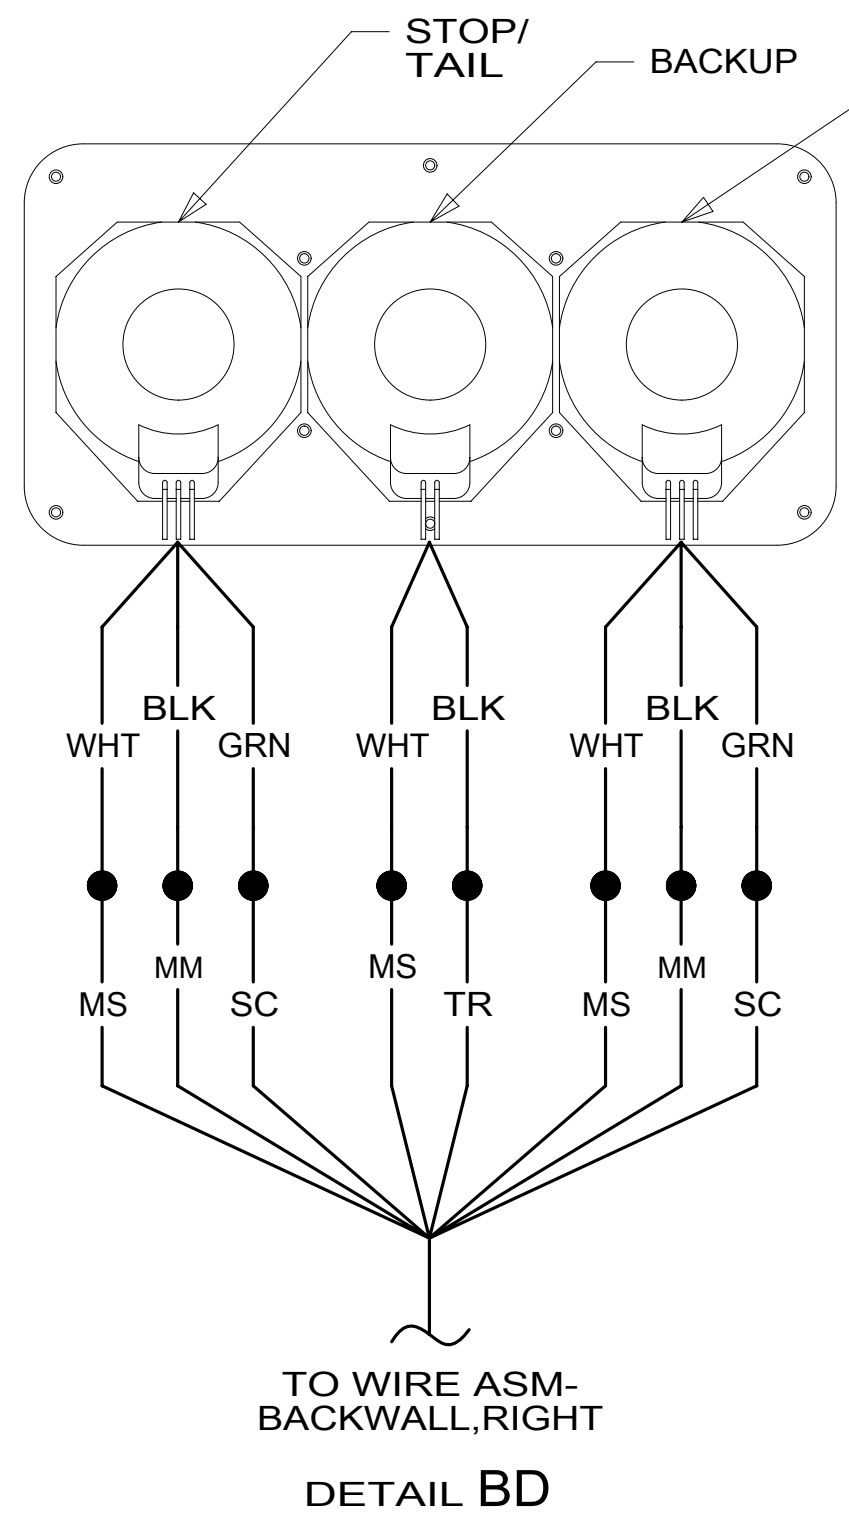 STOP/
TAIL
BACKUP
BLK BLK BLK
WHT GRN WHT WHT GRN
MM MS MM
MS SC TR MS SC
TO WIRE ASM-
BACKWALL,RIGHT
DETAIL BD